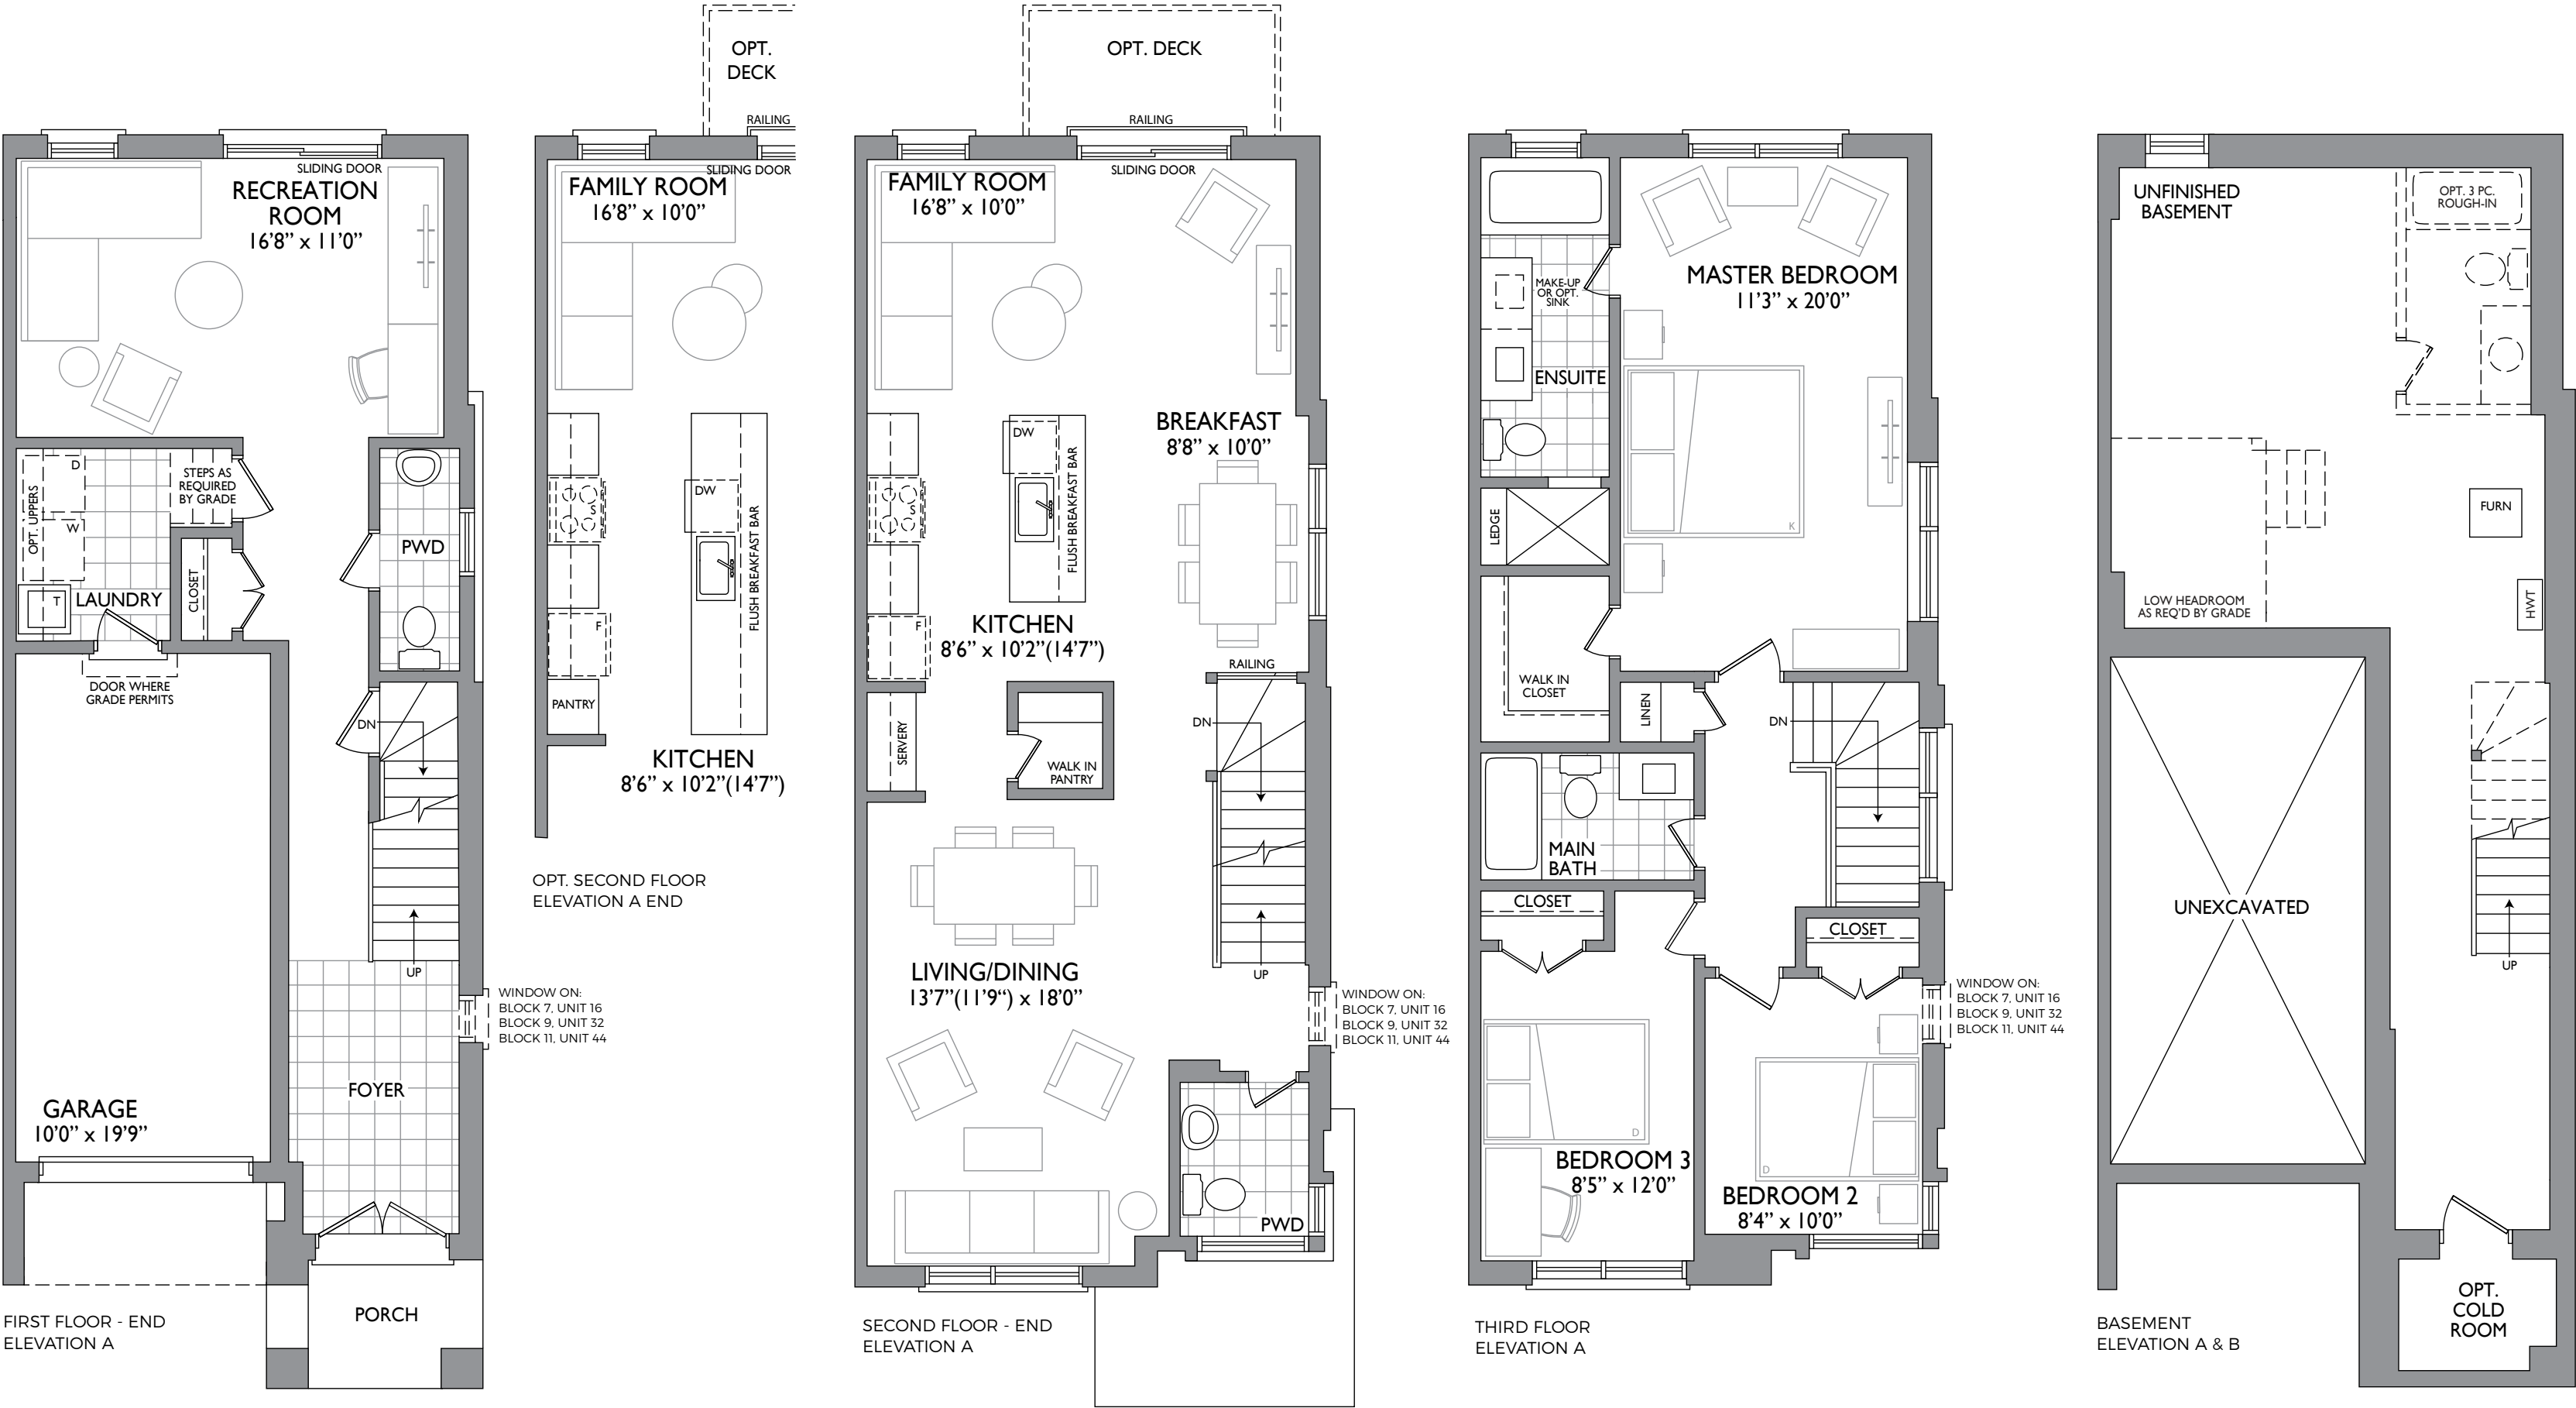 SLIDING DOOR
RECREATION
ROOM
16’8” x 11’0”
D
OPT. UPPERS
W
STEPS AS
REQUIRED
BY GRADE
CLOSET
T
LAUNDRY
PWD
DOOR WHERE
GRADE PERMITS
DN
UP
WINDOW ON:
BLOCK 7, UNIT 16
BLOCK 9, UNIT 32
BLOCK 11, UNIT 44
FOYER
GARAGE
10’0” x 19’9”
PORCH
FIRST FLOOR - END
ELEVATION A
OPT.
DECK
RAILING
SLIDING DOOR
FAMILY ROOM
16’8” x 10’0”
S
DW
FLUSH BREAKFAST BAR
F
PANTRY
KITCHEN
8’6” x 10’2”(14’7”)
OPT. SECOND FLOOR
ELEVATION A END
OPT. DECK
RAILING
SLIDING DOOR
FAMILY ROOM
16’8” x 10’0”
BREAKFAST
8’8” x 10’0”
DW
S
FLUSH BREAKFAST BAR
F
KITCHEN
8’6” x 10’2”(14’7”)
RAILING
SERVERY
WALK IN
PANTRY
DN
UP
LIVING/DINING
13’7”(11’9“) x 18’0”
WINDOW ON:
BLOCK 7, UNIT 16
BLOCK 9, UNIT 32
BLOCK 11, UNIT 44
PWD
SECOND FLOOR - END
ELEVATION A
MASTER BEDROOM
11’3” x 20’0”
MAKE-UP
OR OPT.
SINK
ENSUITE
K
LEDGE
WALK IN
CLOSET
LINEN
DN
MAIN
BATH
CLOSET
CLOSET
WINDOW ON:
BLOCK 7, UNIT 16
BLOCK 9, UNIT 32
BLOCK 11, UNIT 44
D
BEDROOM 3
8’5” x 12’0”
D
BEDROOM 2
8’4” x 10’0”
THIRD FLOOR
ELEVATION A
UNFINISHED
BASEMENT
OPT. 3 PC.
ROUGH-IN
FURN
HWT
LOW HEADROOM
AS REQ’D BY GRADE
UNEXCAVATED
UP
OPT.
COLD
ROOM
BASEMENT
ELEVATION A & B